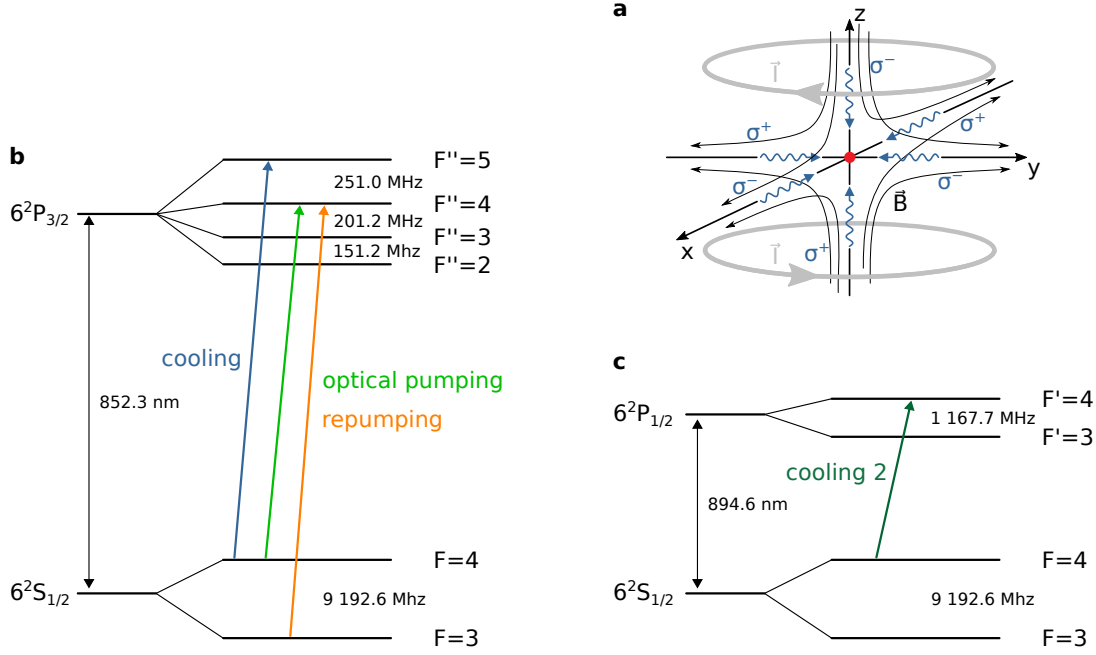 a
z
σ⁻
I⃗
σ⁺
σ⁺
y
σ⁻
σ⁻
B⃗
x
I⃗
σ⁺
b
F''=5
251.0 MHz
6²P₃/₂
F''=4
201.2 MHz
F''=3
151.2 Mhz
F''=2
cooling
optical pumping
852.3 nm
repumping
F=4
6²S₁/₂
9 192.6 Mhz
F=3
c
F'=4
6²P₁/₂
1 167.7 MHz
F'=3
cooling 2
894.6 nm
F=4
6²S₁/₂
9 192.6 Mhz
F=3